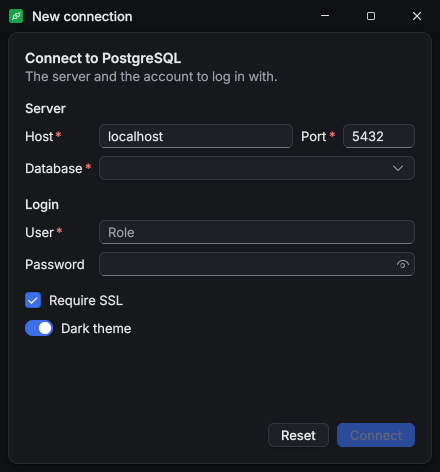 New connection
Connect to PostgreSQL
The server and the account to log in with.
Server
Host* localhost Port* 5432
Database*
Login
User* Role
Password
Require SSL
Dark theme
Reset Connect